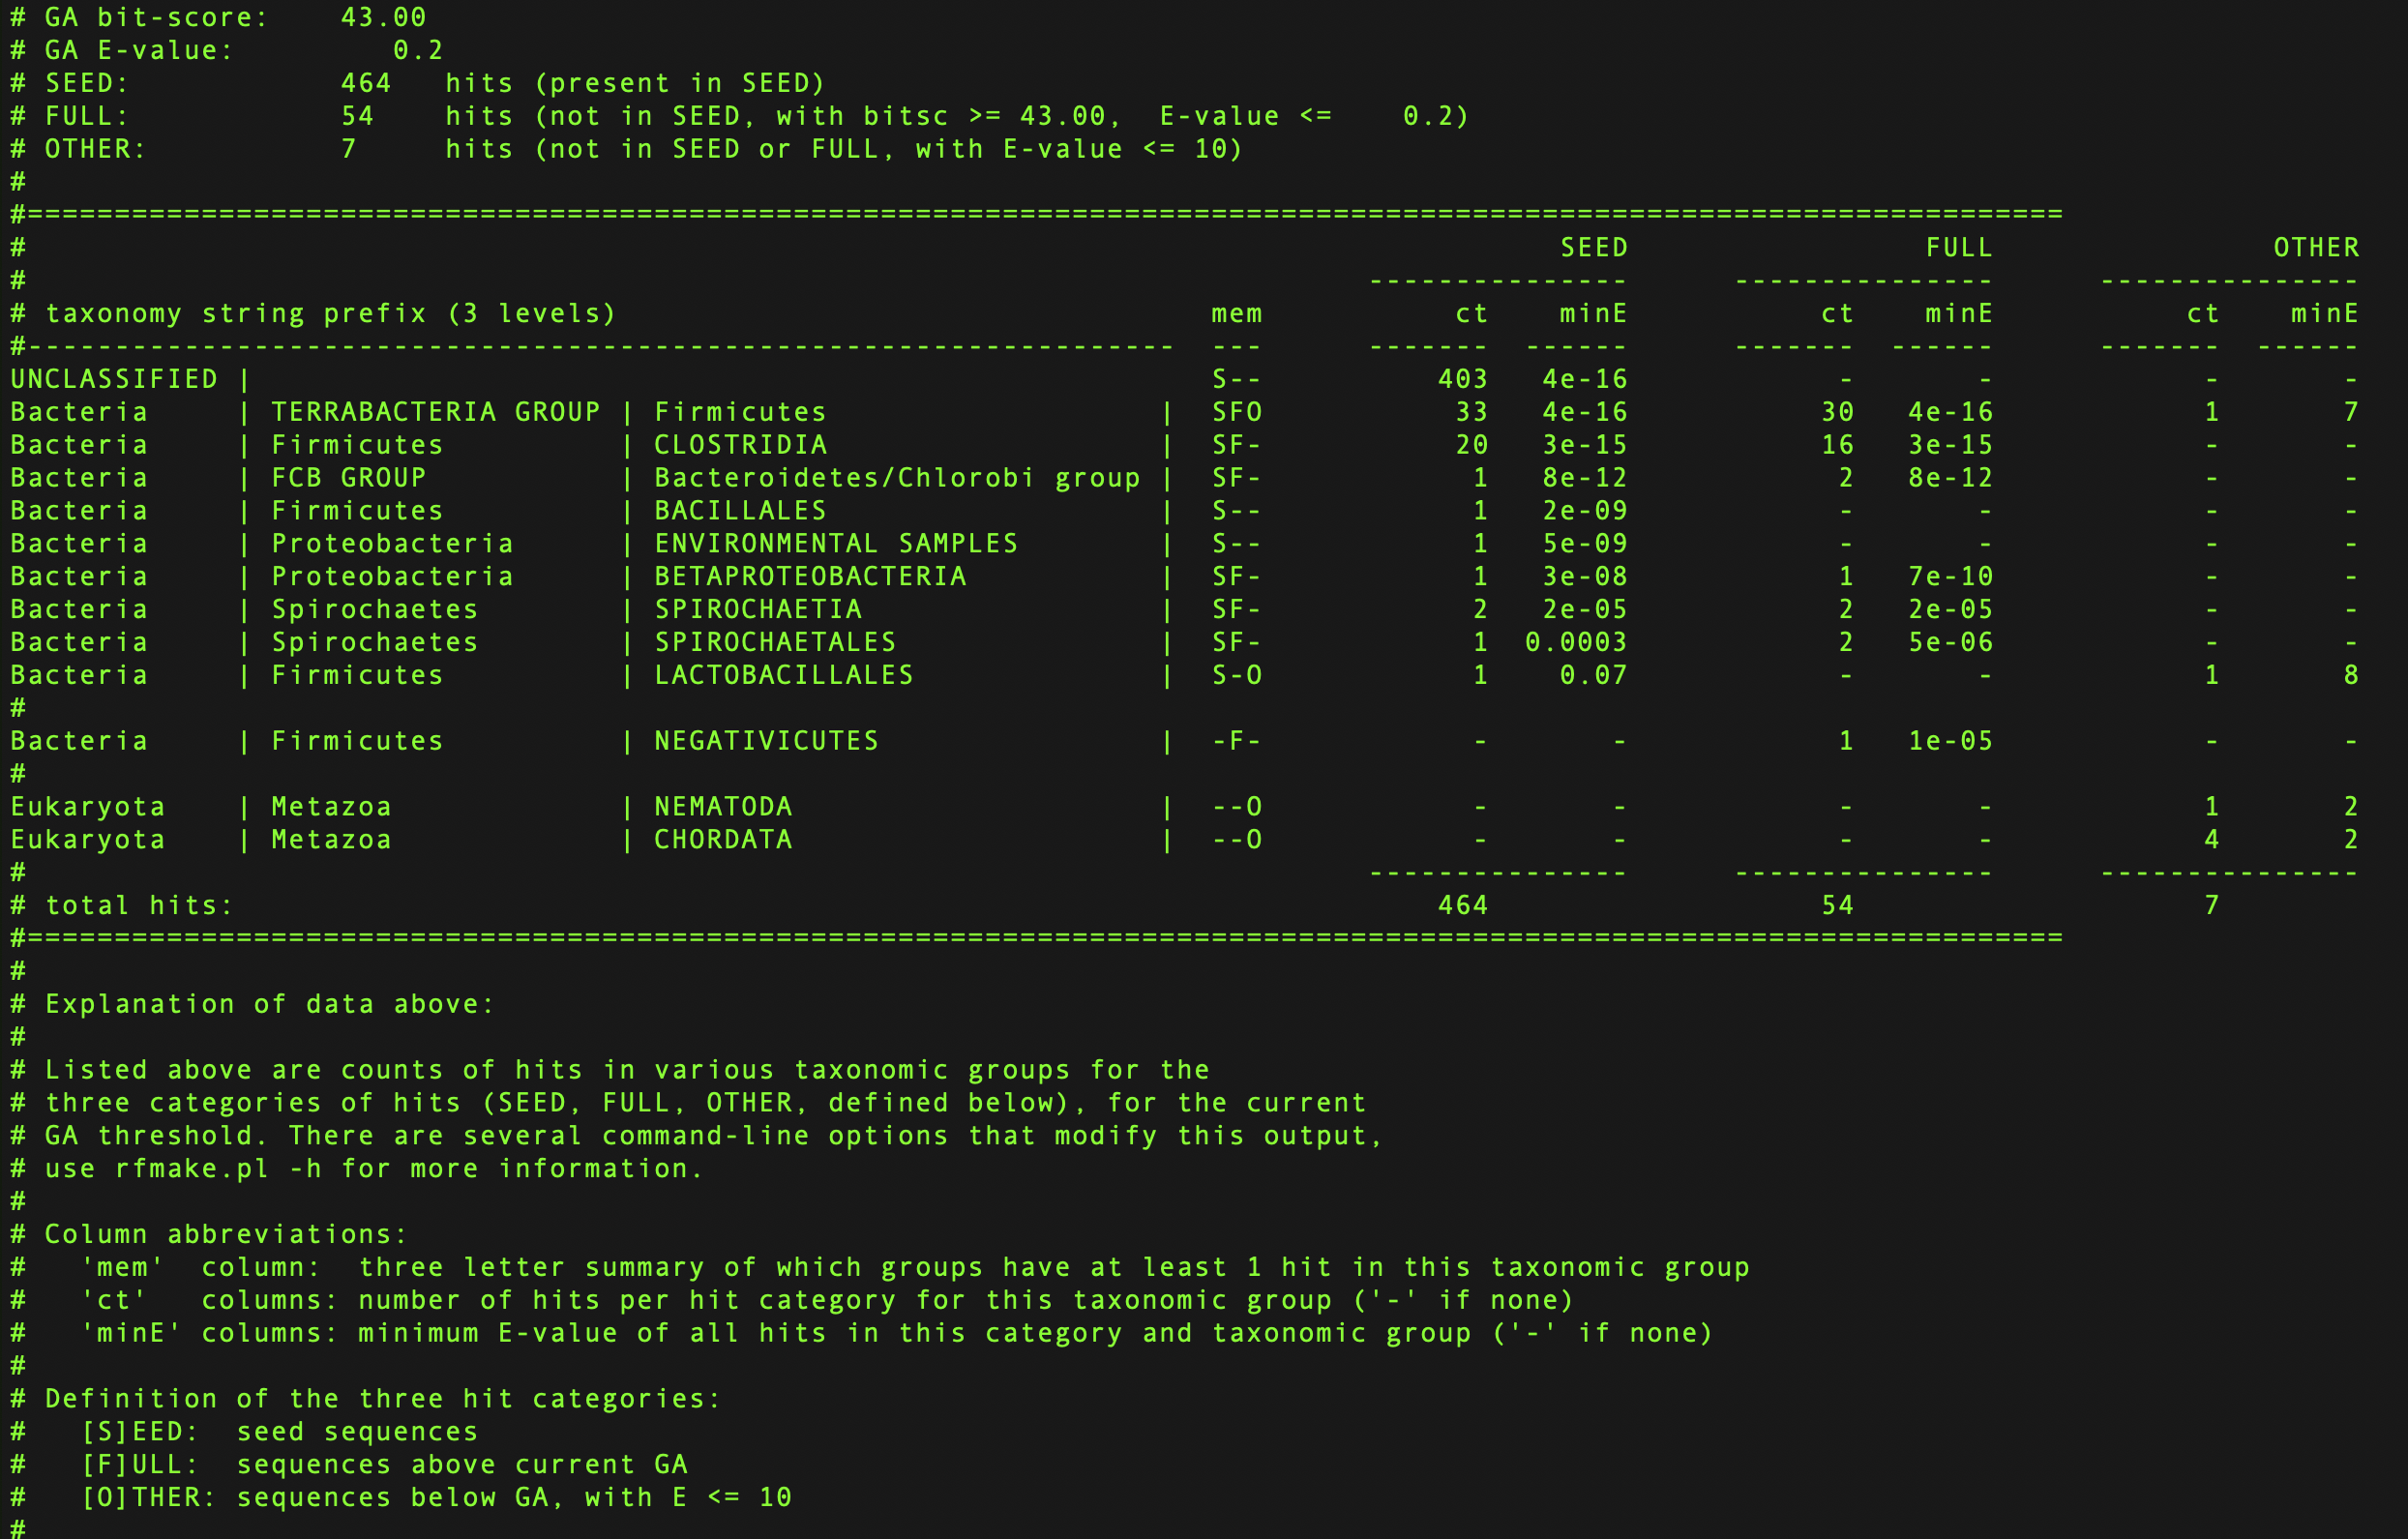 # GA bit-score:    43.00
# GA E-value:         0.2
# SEED:            464   hits (present in SEED)
# FULL:            54    hits (not in SEED, with bitsc >= 43.00,  E-value <=    0.2)
# OTHER:           7     hits (not in SEED or FULL, with E-value <= 10)
#
#=====================================================================================================================
#                                                                                        SEED                 FULL                OTHER
#                                                                             ---------------      ---------------      ---------------
# taxonomy string prefix (3 levels)                                  mem           ct    minE           ct    minE           ct    minE
#------------------------------------------------------------------  ---      -------  ------      -------  ------      -------  ------
UNCLASSIFIED |                                                       S--          403   4e-16            -       -            -       -
Bacteria     | TERRABACTERIA GROUP | Firmicutes                   |  SFO           33   4e-16           30   4e-16            1       7
Bacteria     | Firmicutes          | CLOSTRIDIA                   |  SF-           20   3e-15           16   3e-15            -       -
Bacteria     | FCB GROUP           | Bacteroidetes/Chlorobi group |  SF-            1   8e-12            2   8e-12            -       -
Bacteria     | Firmicutes          | BACILLALES                   |  S--            1   2e-09            -       -            -       -
Bacteria     | Proteobacteria      | ENVIRONMENTAL SAMPLES        |  S--            1   5e-09            -       -            -       -
Bacteria     | Proteobacteria      | BETAPROTEOBACTERIA           |  SF-            1   3e-08            1   7e-10            -       -
Bacteria     | Spirochaetes        | SPIROCHAETIA                 |  SF-            2   2e-05            2   2e-05            -       -
Bacteria     | Spirochaetes        | SPIROCHAETALES               |  SF-            1  0.0003            2   5e-06            -       -
Bacteria     | Firmicutes          | LACTOBACILLALES              |  S-O            1    0.07            -       -            1       8
#
Bacteria     | Firmicutes          | NEGATIVICUTES                |  -F-            -       -            1   1e-05            -       -
#
Eukaryota    | Metazoa             | NEMATODA                     |  --O            -       -            -       -            1       2
Eukaryota    | Metazoa             | CHORDATA                     |  --O            -       -            -       -            4       2
#                                                                             ---------------      ---------------      ---------------
# total hits:                                                                     464                   54                    7
#=====================================================================================================================
#
# Explanation of data above:
#
# Listed above are counts of hits in various taxonomic groups for the
# three categories of hits (SEED, FULL, OTHER, defined below), for the current
# GA threshold. There are several command-line options that modify this output,
# use rfmake.pl -h for more information.
#
# Column abbreviations:
#   'mem'  column:  three letter summary of which groups have at least 1 hit in this taxonomic group
#   'ct'   columns: number of hits per hit category for this taxonomic group ('-' if none)
#   'minE' columns: minimum E-value of all hits in this category and taxonomic group ('-' if none)
#
# Definition of the three hit categories:
#   [S]EED:  seed sequences
#   [F]ULL:  sequences above current GA
#   [O]THER: sequences below GA, with E <= 10
#